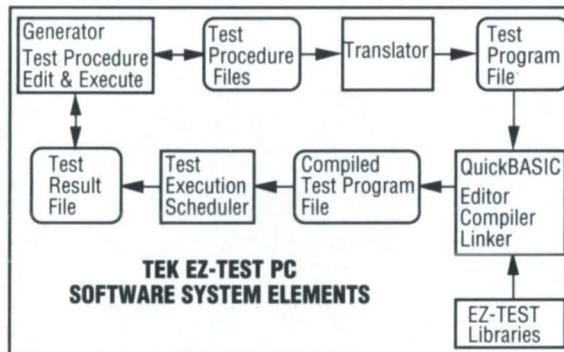 Generator
Test Procedure
Edit & Execute
Test
Procedure
Files
Translator
Test
Program
File
Test
Result
File
Test
Execution
Scheduler
Compiled
Test Program
File
QuickBASIC
Editor
Compiler
Linker
TEK EZ-TEST PC
SOFTWARE SYSTEM ELEMENTS
EZ-TEST
Libraries